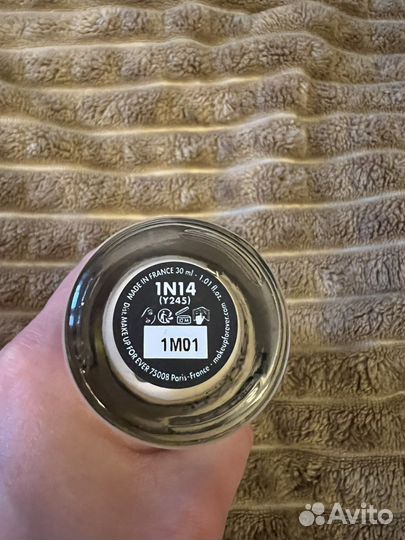 MADE IN FRANCE 30 ml - 1.01 fl.oz.
1N14
(Y245)
1M01
Dist. MAKE UP FOR EVER 75008 Paris-France - makeupforever.com
Avito